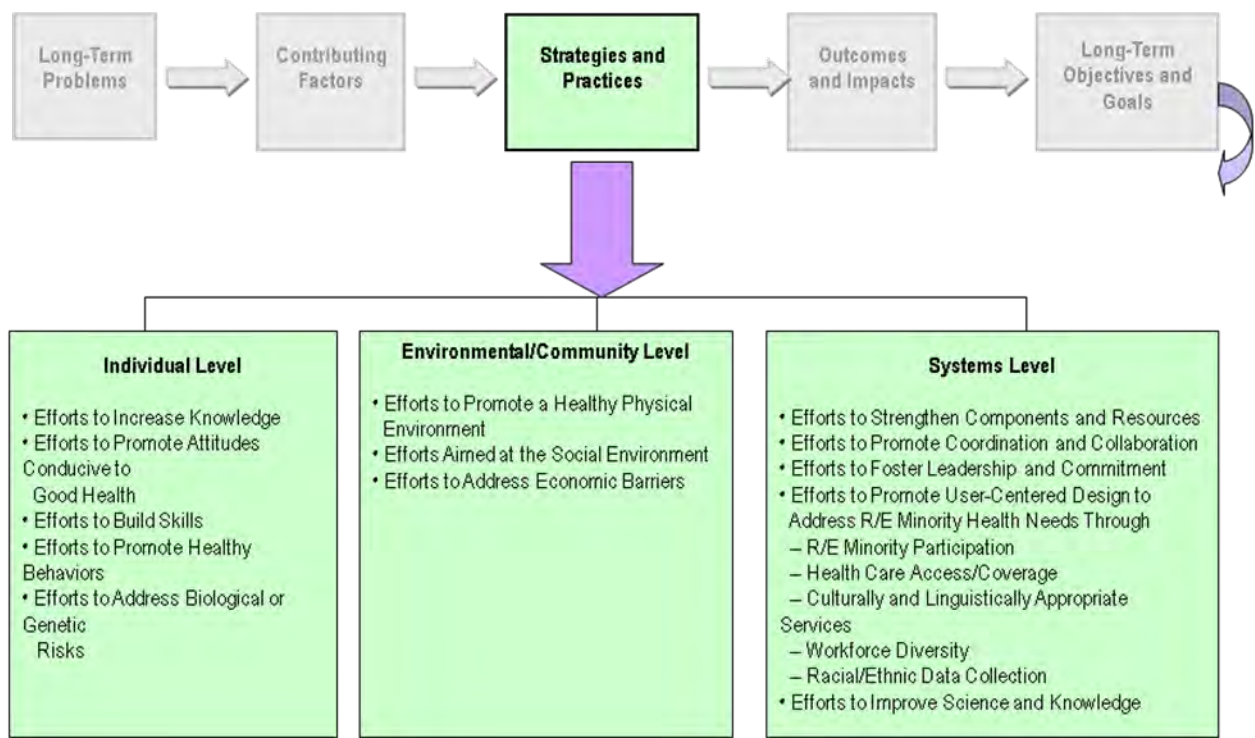 Long-Term
Problems
Contributing
Factors
Strategies and
Practices
Outcomes
and Impacts
Long-Term
Objectives and
Goals
Individual Level
• Efforts to Increase Knowledge
• Efforts to Promote Attitudes
Conducive to
Good Health
• Efforts to Build Skills
• Efforts to Promote Healthy
Behaviors
• Efforts to Address Biological or
Genetic
Risks
Environmental/Community Level
• Efforts to Promote a Healthy Physical
Environment
• Efforts Aimed at the Social Environment
• Efforts to Address Economic Barriers
Systems Level
• Efforts to Strengthen Components and Resources
• Efforts to Promote Coordination and Collaboration
• Efforts to Foster Leadership and Commitment
• Efforts to Promote User-Centered Design to
Address R/E Minority Health Needs Through
– R/E Minority Participation
– Health Care Access/Coverage
– Culturally and Linguistically Appropriate
Services
– Workforce Diversity
– Racial/Ethnic Data Collection
• Efforts to Improve Science and Knowledge